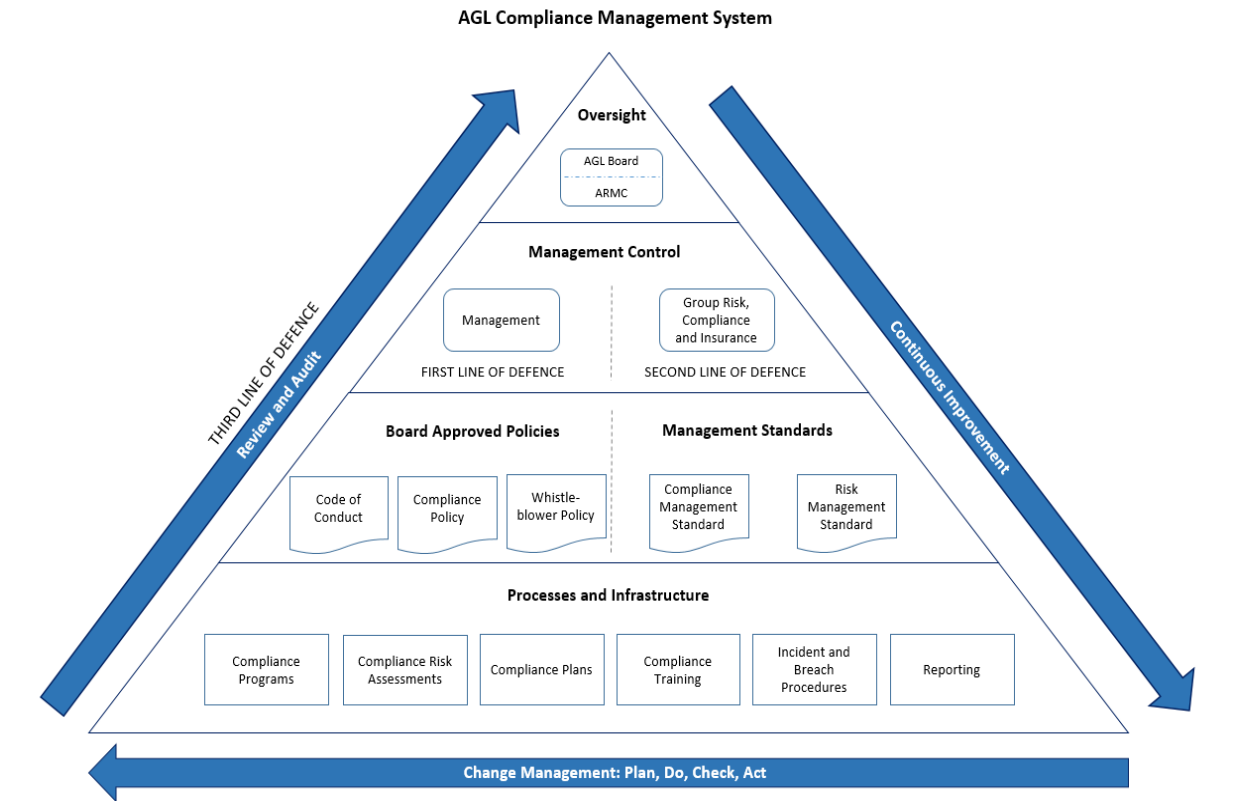 AGL Compliance Management System
Oversight
AGL Board
ARMC
Management Control
Management
Group Risk,
Compliance
and Insurance
FIRST LINE OF DEFENCE
SECOND LINE OF DEFENCE
THIRD LINE OF DEFENCE
Review and Audit
Continuous Improvement
Board Approved Policies
Management Standards
Code of
Conduct
Compliance
Policy
Whistle-
blower Policy
Compliance
Management
Standard
Risk
Management
Standard
Processes and Infrastructure
Compliance
Programs
Compliance Risk
Assessments
Compliance Plans
Compliance
Training
Incident and
Breach
Procedures
Reporting
Change Management: Plan, Do, Check, Act